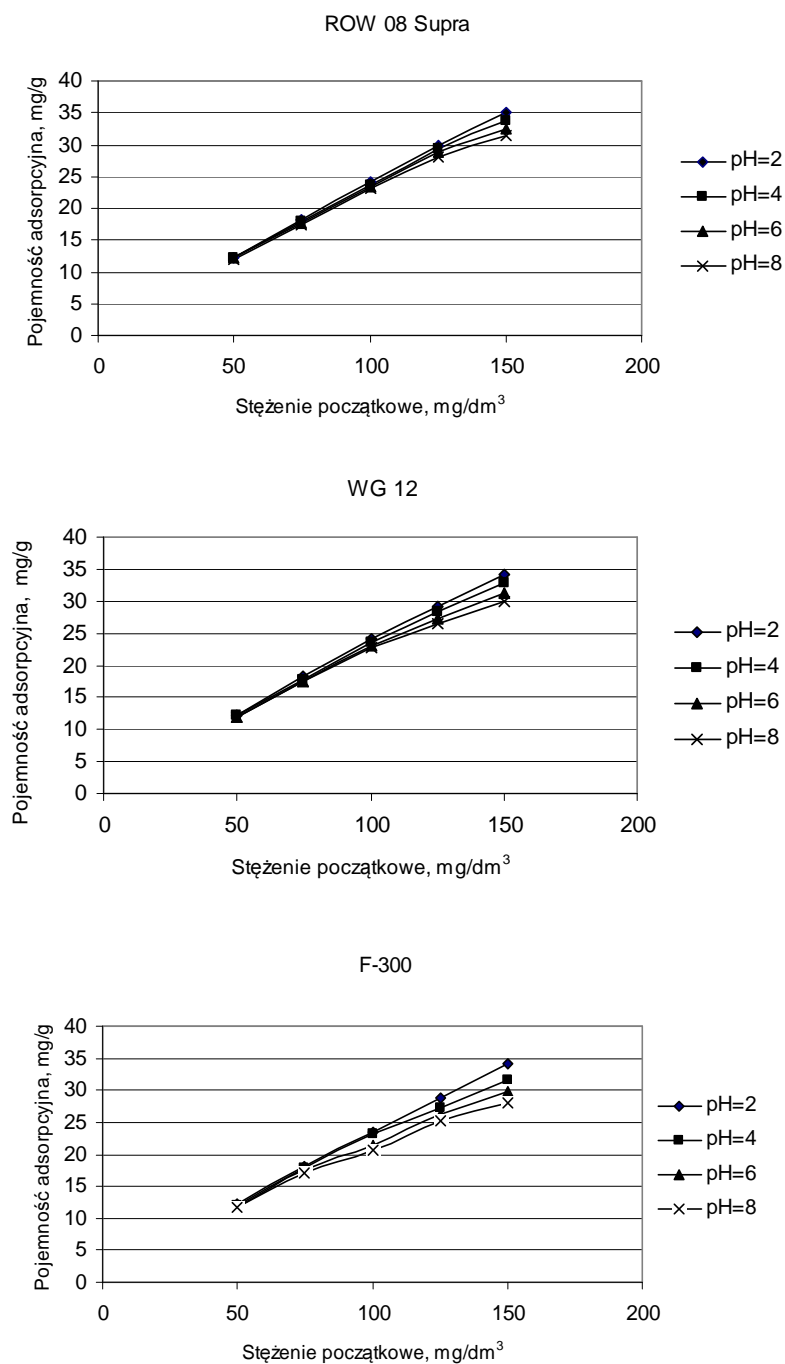 ROW 08 Supra
Pojemność adsorpcyjna, mg/g
40
35
30
25
20
15
10
5
0
0 50 100 150 200
Stężenie początkowe, mg/dm³
pH=2
pH=4
pH=6
pH=8
WG 12
Pojemność adsorpcyjna, mg/g
40
35
30
25
20
15
10
5
0
0 50 100 150 200
Stężenie początkowe, mg/dm³
pH=2
pH=4
pH=6
pH=8
F-300
Pojemność adsorpcyjna, mg/g
40
35
30
25
20
15
10
5
0
0 50 100 150 200
Stężenie początkowe, mg/dm³
pH=2
pH=4
pH=6
pH=8